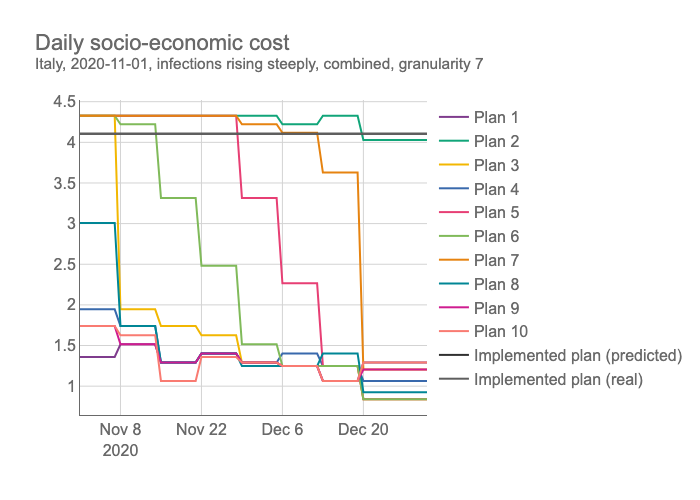 Daily socio-economic cost
Italy, 2020-11-01, infections rising steeply, combined, granularity 7
4.5
4
3.5
3
2.5
2
1.5
1
Nov 8
2020
Nov 22
Dec 6
Dec 20
Plan 1
Plan 2
Plan 3
Plan 4
Plan 5
Plan 6
Plan 7
Plan 8
Plan 9
Plan 10
Implemented plan (predicted)
Implemented plan (real)